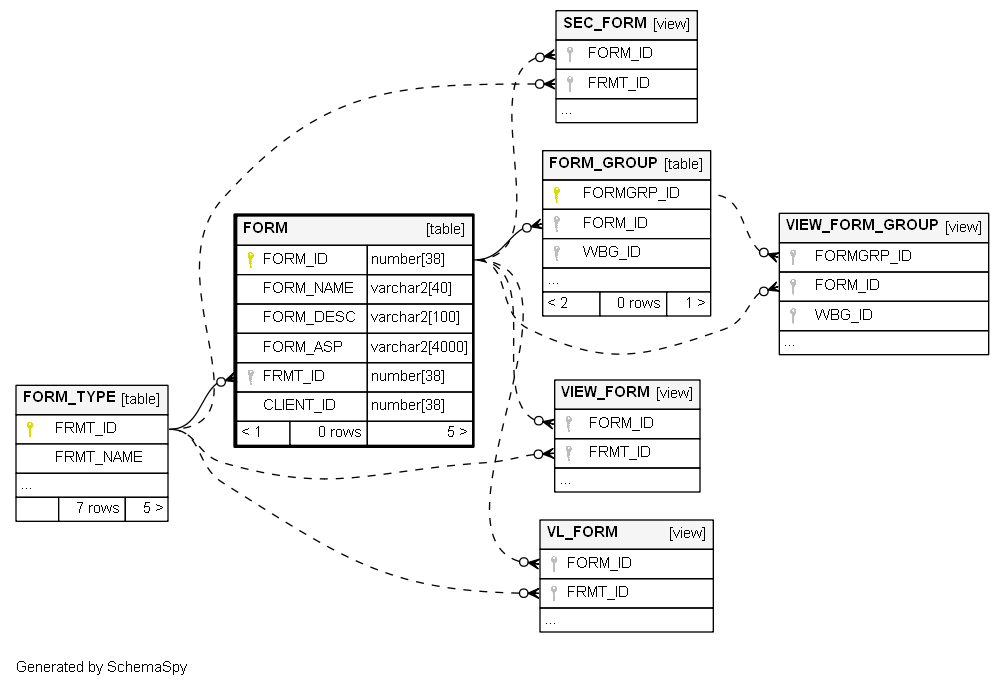 SEC_FORM [view]
FORM_ID
FRMT_ID
...
FORM_GROUP [table]
FORMGRP_ID
FORM_ID
WBG_ID
...
< 2 0 rows 1 >
VIEW_FORM_GROUP [view]
FORMGRP_ID
FORM_ID
WBG_ID
...
FORM [table]
FORM_ID number[38]
FORM_NAME varchar2[40]
FORM_DESC varchar2[100]
FORM_ASP varchar2[4000]
FRMT_ID number[38]
CLIENT_ID number[38]
< 1 0 rows 5 >
FORM_TYPE [table]
FRMT_ID
FRMT_NAME
...
7 rows 5 >
VIEW_FORM [view]
FORM_ID
FRMT_ID
...
VL_FORM [view]
FORM_ID
FRMT_ID
...
Generated by SchemaSpy